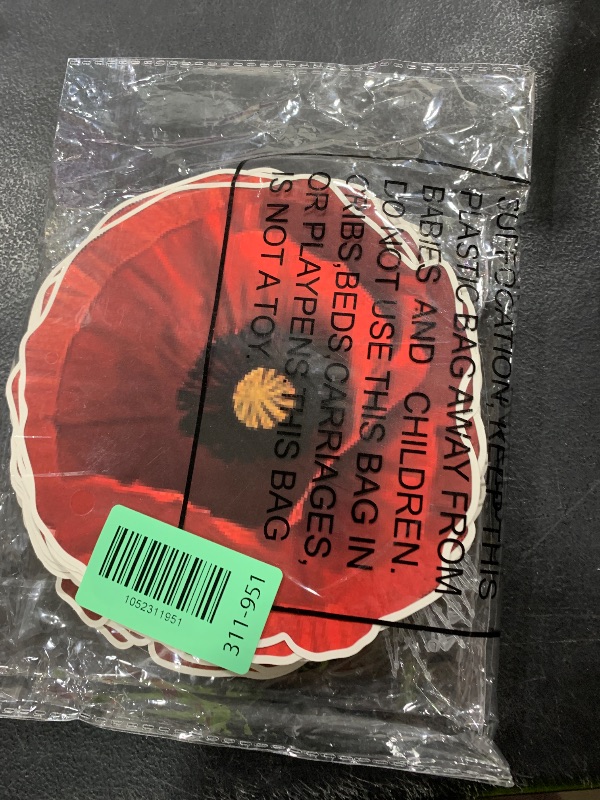 SUFFOCATION, KEEP THIS
PLASTIC BAG AWAY FROM
BABIES AND CHILDREN.
DO NOT USE THIS BAG IN
CRIBS,BEDS,CARRIAGES
OR PLAYPENS THIS BAG
IS NOT A TOY.
1052311951
311-951